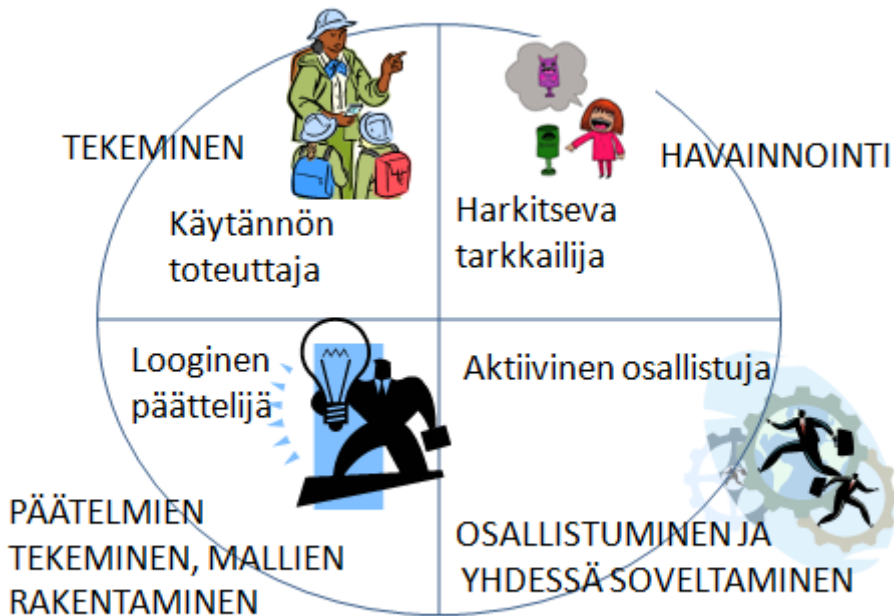 TEKEMINEN
Käytännön
toteuttaja
HAVAINNOINTI
Harkitseva
tarkkailija
Looginen
päättelijä
PÄÄTELMIEN
TEKEMINEN, MALLIEN
RAKENTAMINEN
Aktiivinen osallistuja
OSALLISTUMINEN JA
YHDESSÄ SOVELTAMINEN